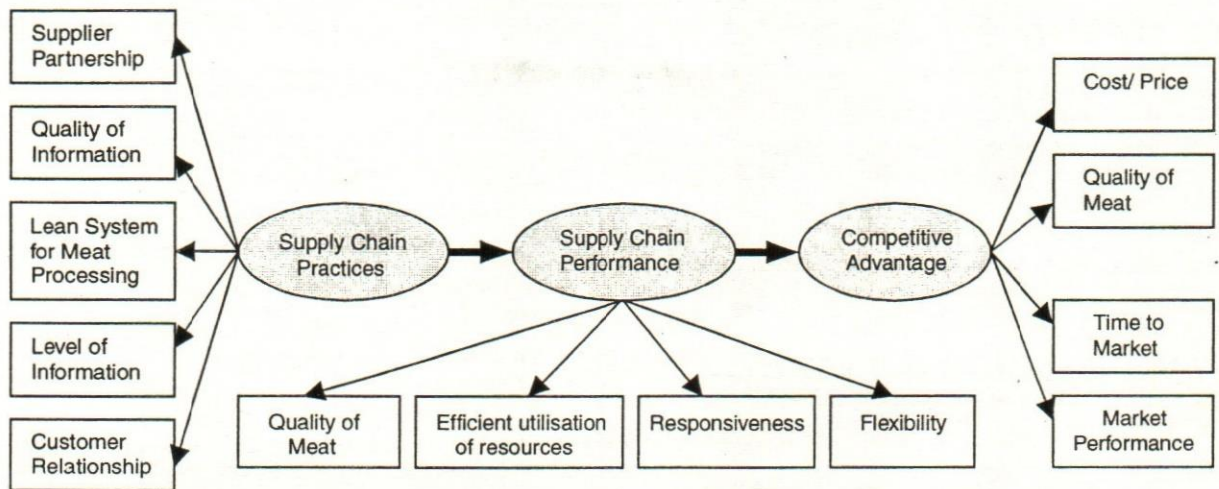 Supplier
Partnership
Quality of
Information
Lean System
for Meat
Processing
Level of
Information
Customer
Relationship
Supply Chain
Practices
Supply Chain
Performance
Competitive
Advantage
Quality of
Meat
Efficient utilisation
of resources
Responsiveness
Flexibility
Cost/ Price
Quality of
Meat
Time to
Market
Market
Performance